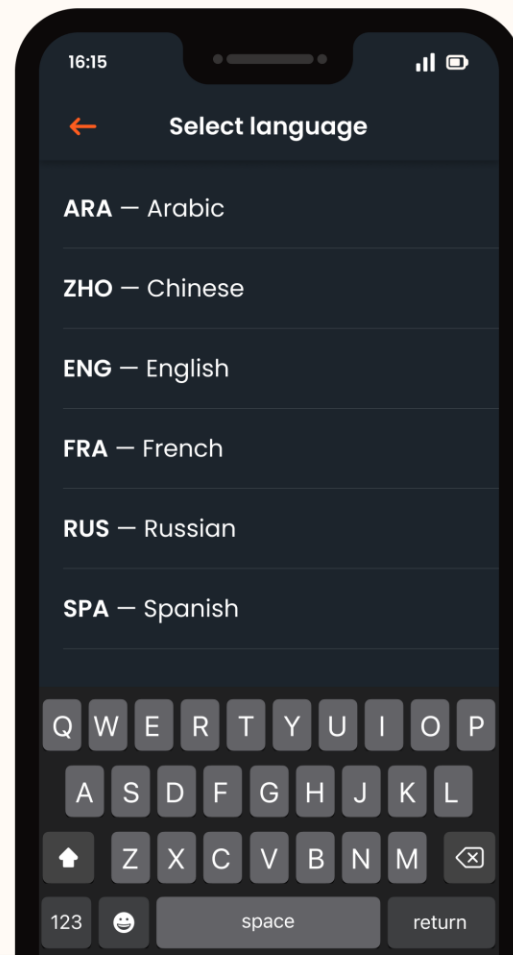 16:15
Select language
ARA — Arabic
ZHO — Chinese
ENG — English
FRA — French
RUS — Russian
SPA — Spanish
Q W E R T Y U I O P
A S D F G H J K L
Z X C V B N M
123 space return